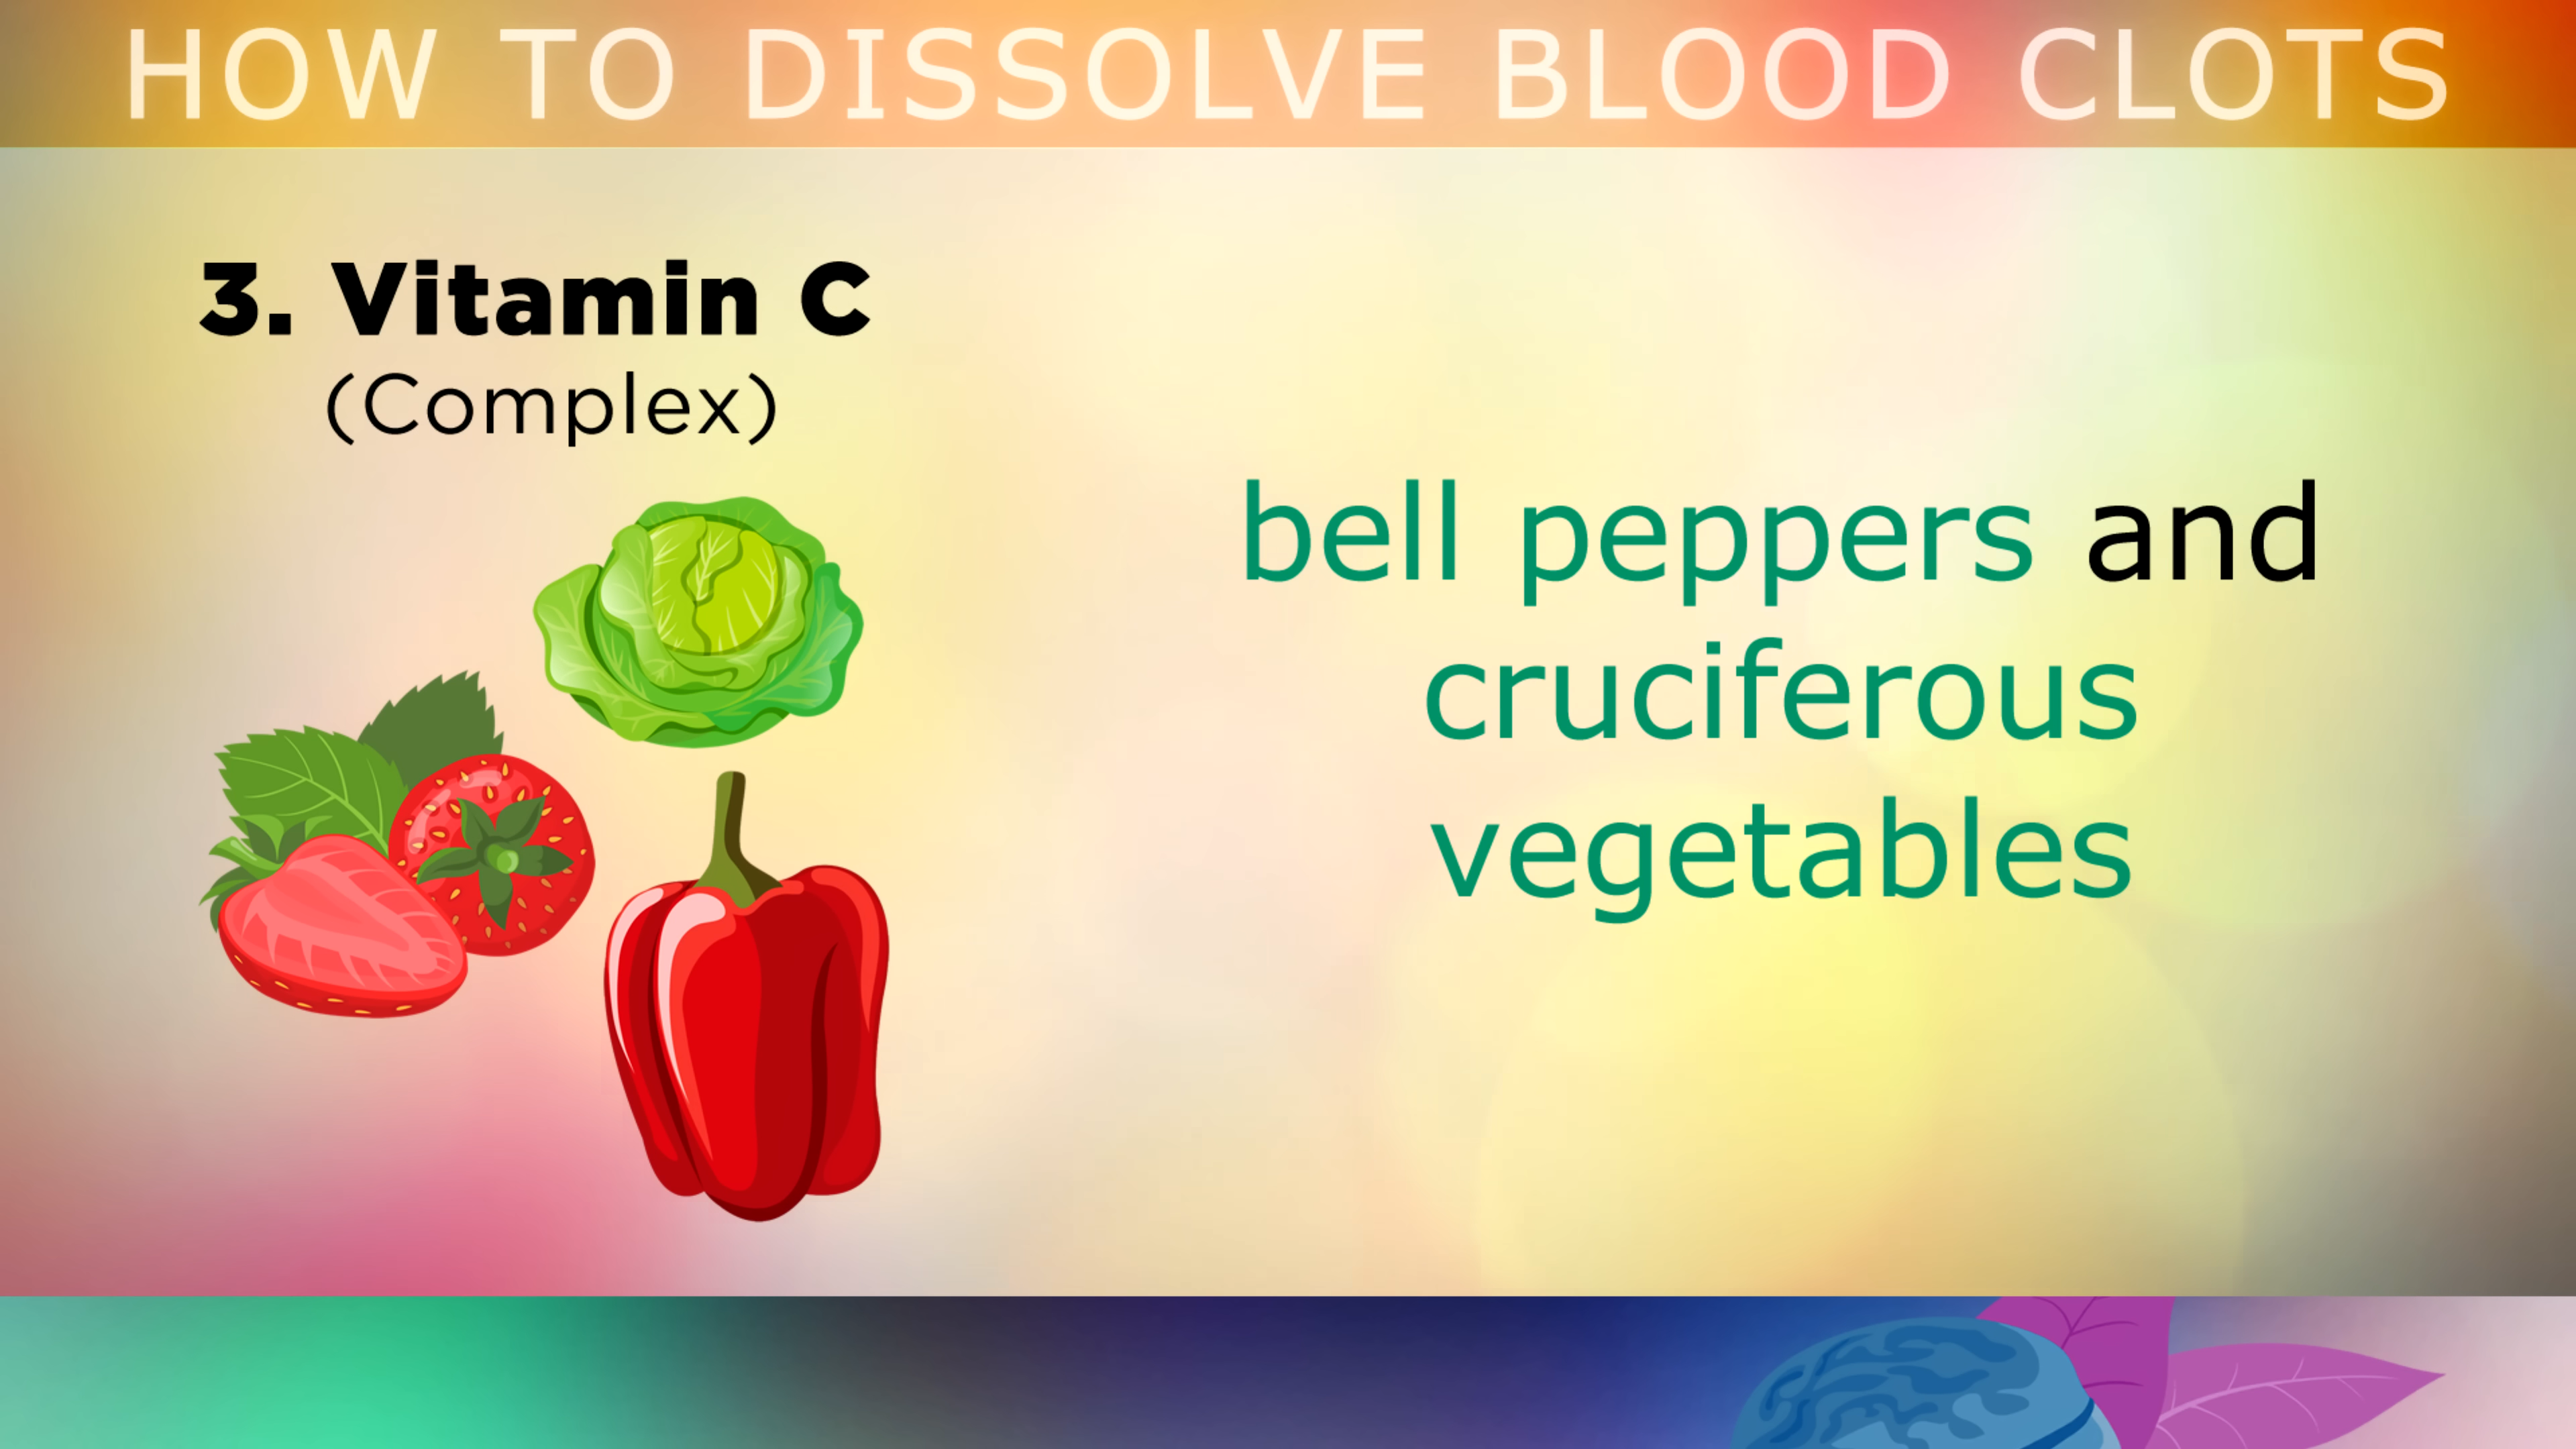 HOW TO DISSOLVE BLOOD CLOTS
3. Vitamin C
(Complex)
bell peppers and
cruciferous
vegetables